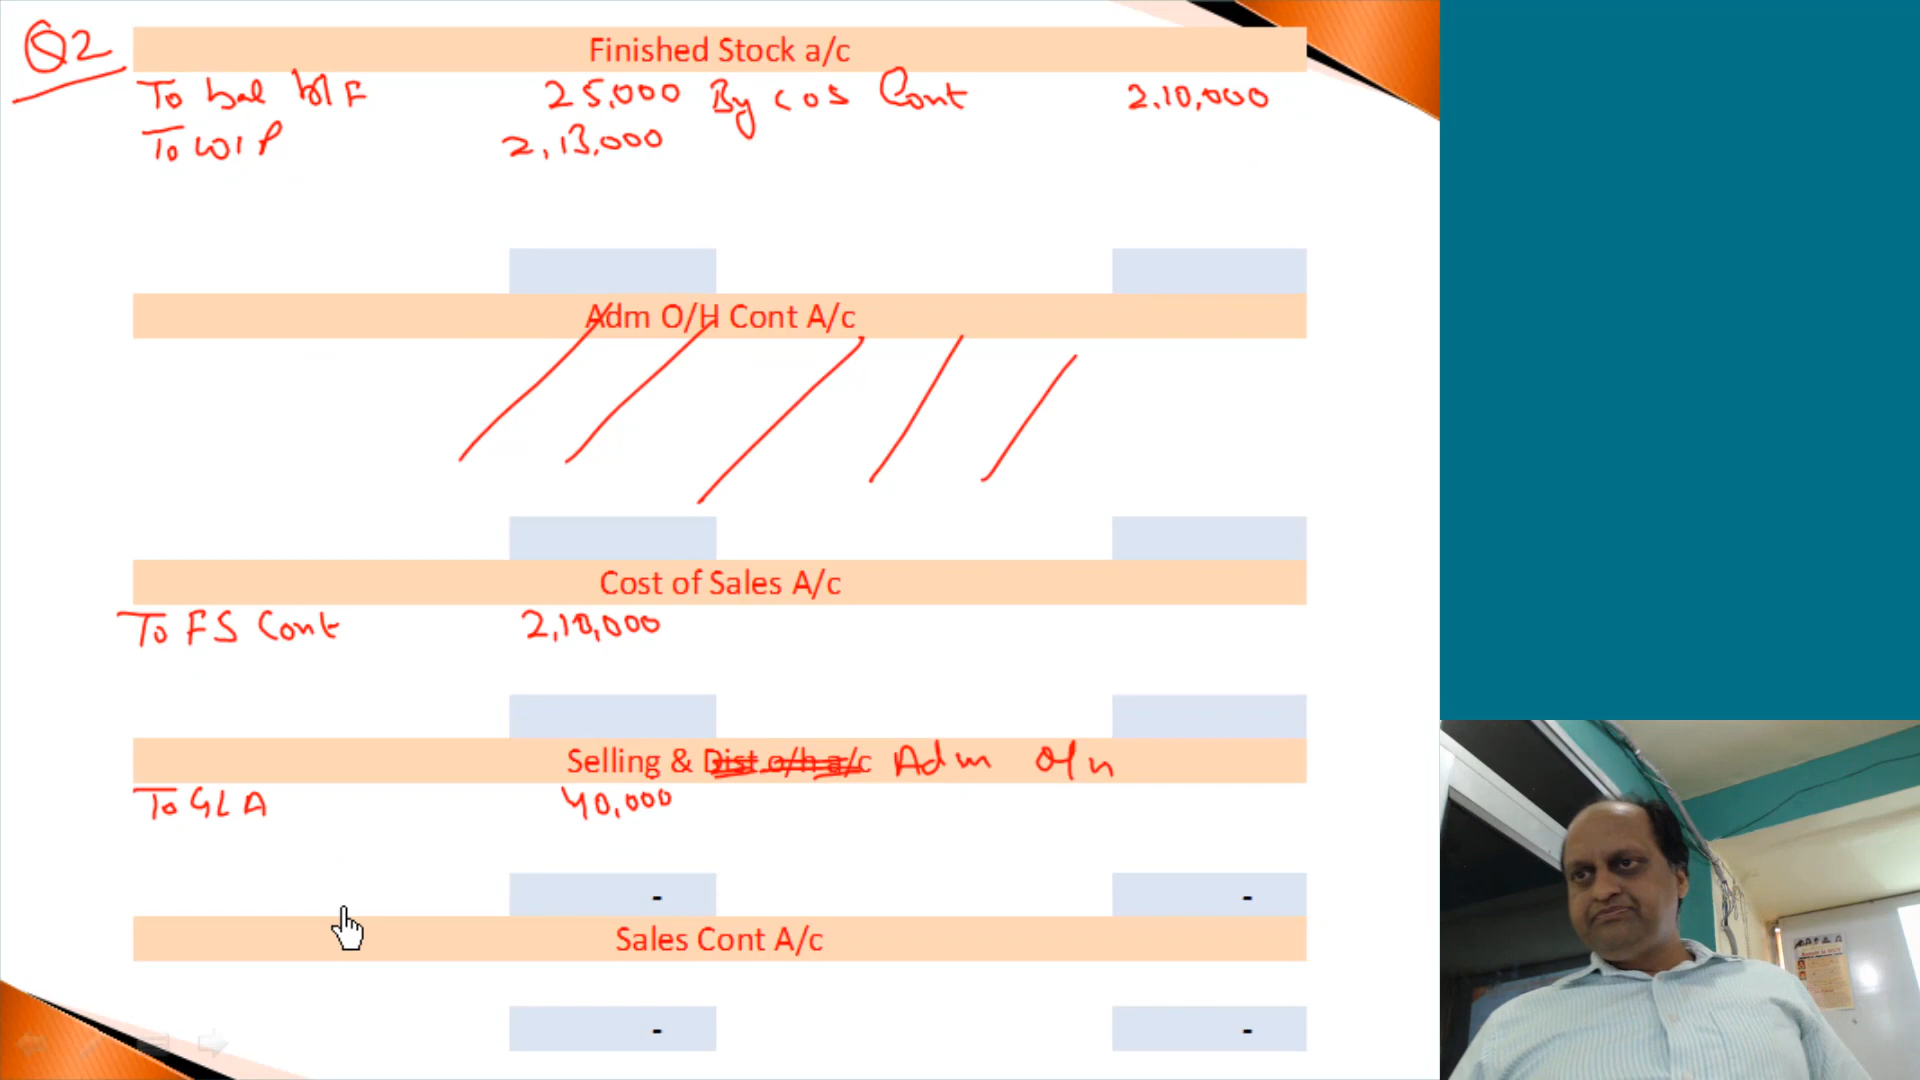 Q2
Finished Stock a/c
To bal b/F 25,000 By COS Cont 2,10,000
To WIP 2,13,000
Adm O/H Cont A/c
Cost of Sales A/c
To FS Cont 2,10,000
Selling & Dist o/h a/c Adm O/H
To GLA 40,000
- -
Sales Cont A/c
- -